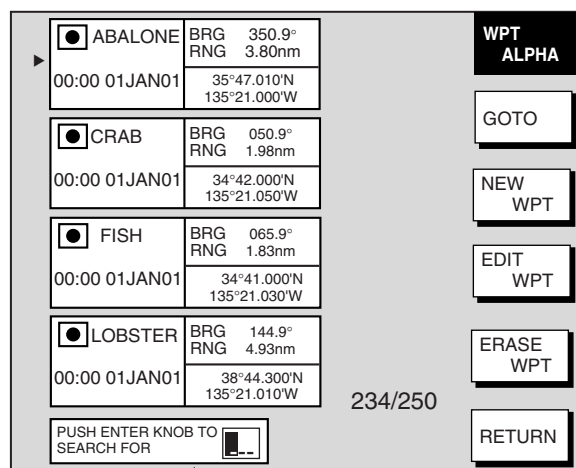 ABALONE
BRG 350.9°
RNG 3.80nm
00:00 01JAN01
35°47.010'N
135°21.000'W
CRAB
BRG 050.9°
RNG 1.98nm
00:00 01JAN01
34°42.000'N
135°21.050'W
FISH
BRG 065.9°
RNG 1.83nm
00:00 01JAN01
34°41.000'N
135°21.030'W
LOBSTER
BRG 144.9°
RNG 4.93nm
00:00 01JAN01
38°44.300'N
135°21.010'W
PUSH ENTER KNOB TO
SEARCH FOR
234/250
WPT
ALPHA
GOTO
NEW
WPT
EDIT
WPT
ERASE
WPT
RETURN